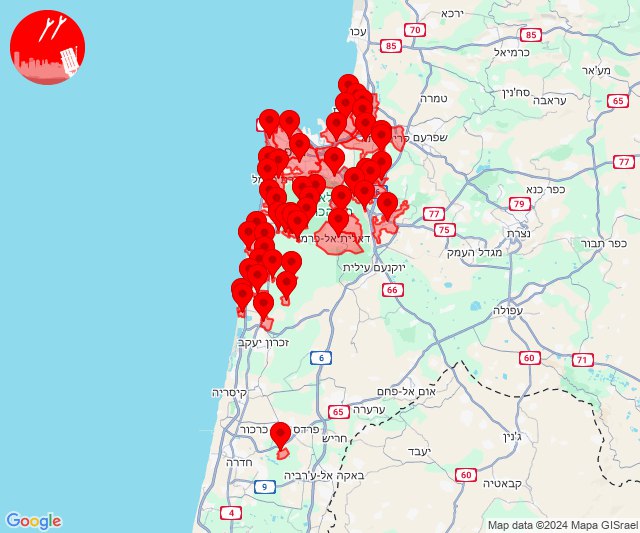 ירכא
עכו
70
85
85
כרמיאל
מע'אר
סח'נין
טמרה
65
עראבה
שפרעם
77
כפר כנא
79
77
75
נצרת
כפר תבור
מגדל העמק
דאלית אל-כרמל
יוקנעם עילית
66
עפולה
זכרון יעקב
6
60
71
קיסריה
אום אל-פחם
65
ערערה
פרדס
כרכור
חריש
ג'נין
יעבד
חדרה
60
באקה אל-ע'רביה
קבאטיה
9
4
Google
Map data ©2024 Mapa GISrael